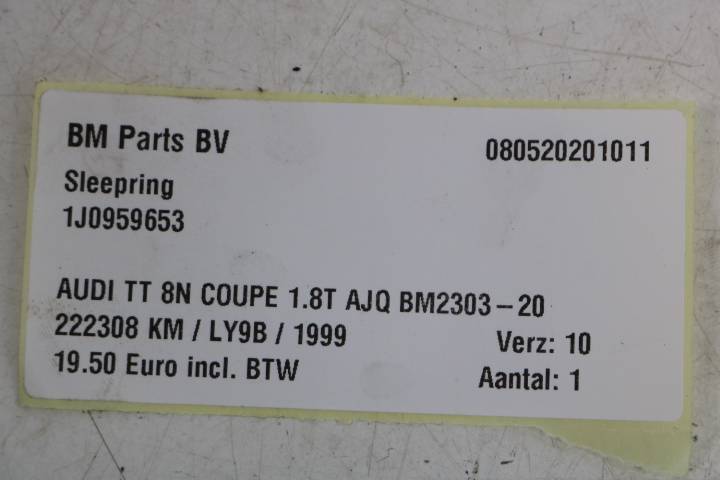 BM Parts BV 080520201011
Sleepring
1J0959653
AUDI TT 8N COUPE 1.8T AJQ BM2303-20
222308 KM / LY9B / 1999 Verz: 10
19.50 Euro incl. BTW Aantal: 1